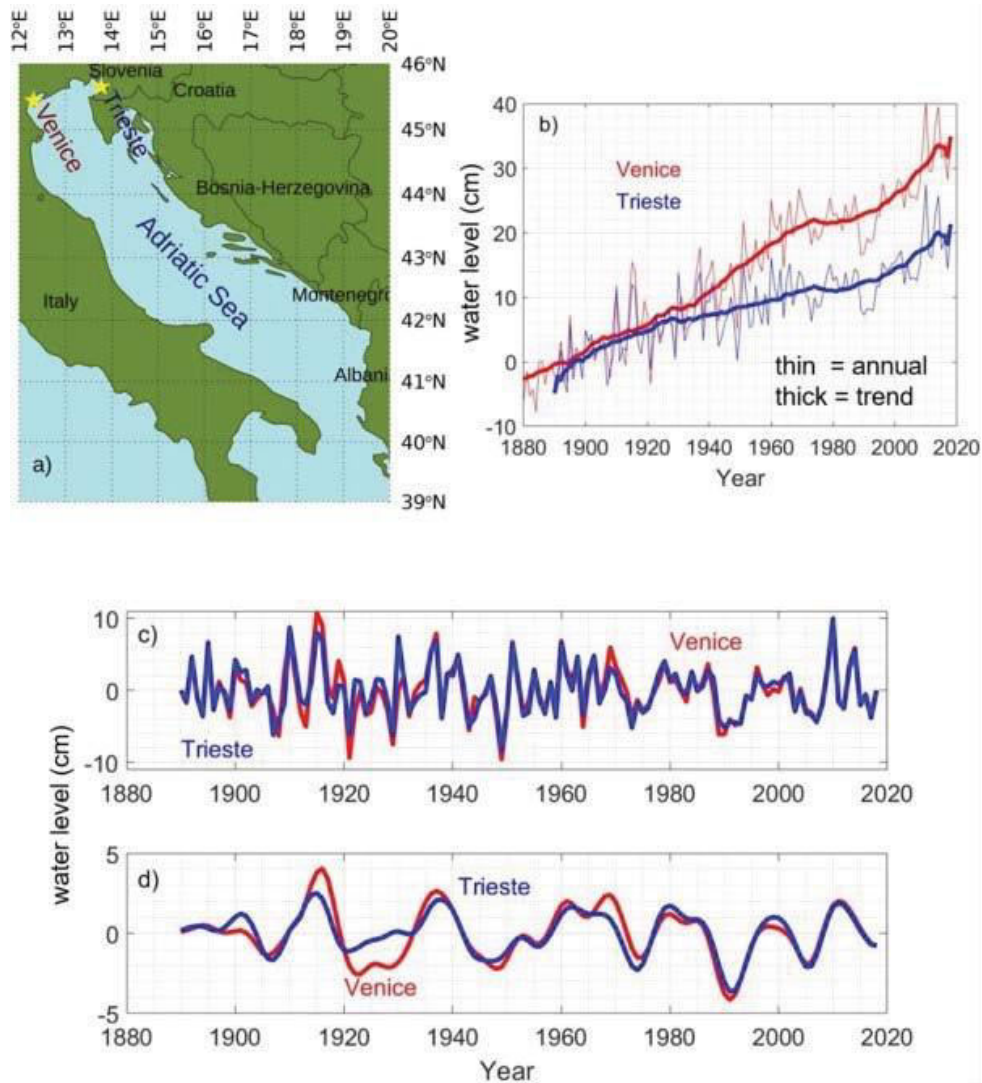 12°E 13°E 14°E 15°E 16°E 17°E 18°E 19°E 20°E
46°N
45°N
44°N
43°N
42°N
41°N
40°N
39°N
Slovenia
Croatia
Venice
Trieste
Bosnia-Herzegovina
Adriatic Sea
Italy
Montenegro
Albani
a)
b)
Venice
Trieste
thin = annual
thick = trend
water level (cm)
40
30
20
10
0
-10
1880 1900 1920 1940 1960 1980 2000 2020
Year
c)
Venice
Trieste
10
0
-10
1880 1900 1920 1940 1960 1980 2000 2020
water level (cm)
d)
Trieste
Venice
5
0
-5
1880 1900 1920 1940 1960 1980 2000 2020
Year